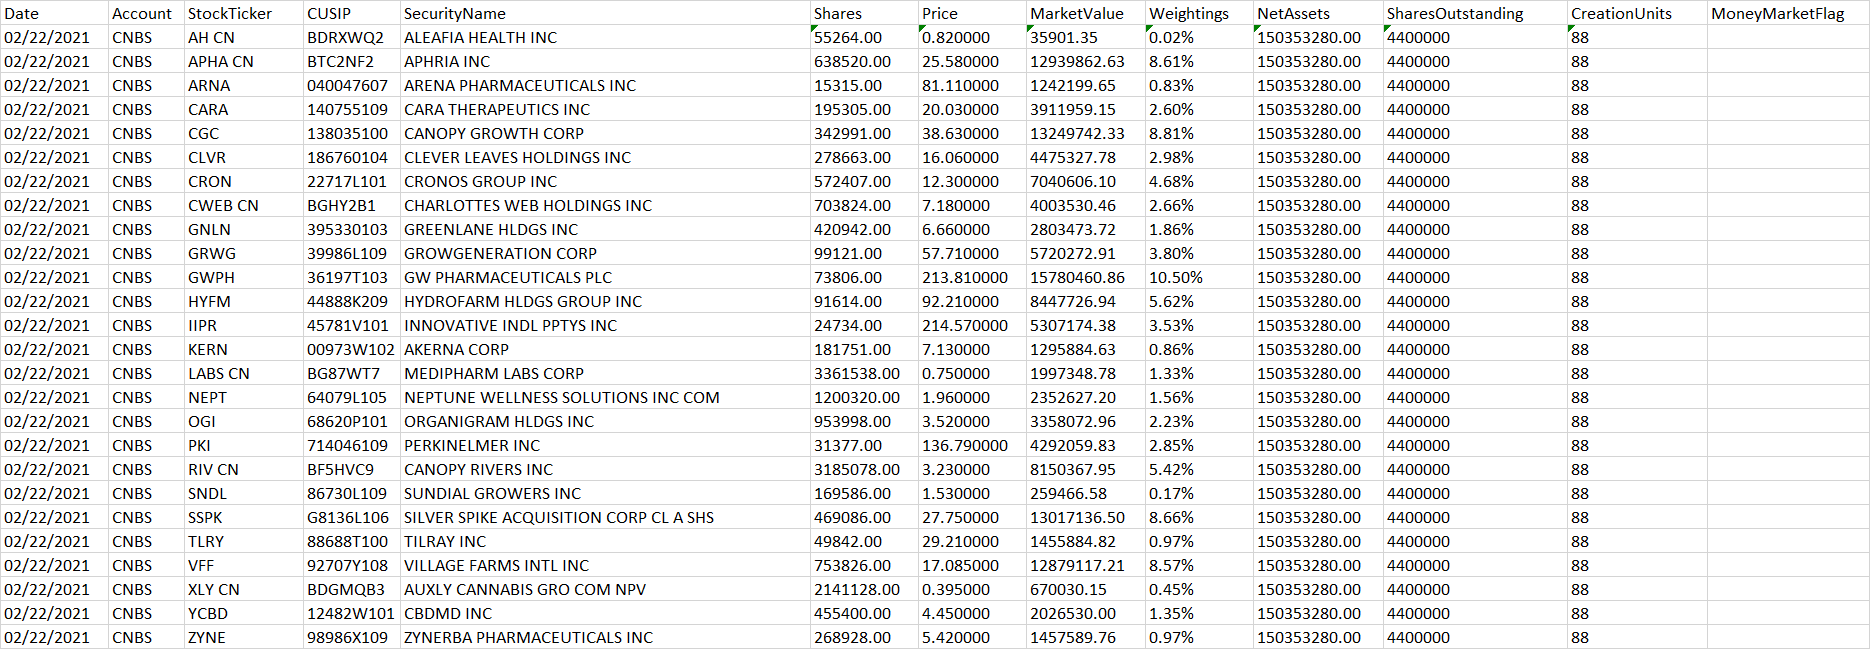 Date Account StockTicker CUSIP SecurityName Shares Price MarketValue Weightings NetAssets SharesOutstanding CreationUnits MoneyMarketFlag
02/22/2021 CNBS AH CN BDRXWQ2 ALEAFIA HEALTH INC 55264.00 0.820000 35901.35 0.02% 150353280.00 4400000 88
02/22/2021 CNBS APHA CN BTC2NF2 APHRIA INC 638520.00 25.580000 12939862.63 8.61% 150353280.00 4400000 88
02/22/2021 CNBS ARNA 040047607 ARENA PHARMACEUTICALS INC 15315.00 81.110000 1242199.65 0.83% 150353280.00 4400000 88
02/22/2021 CNBS CARA 140755109 CARA THERAPEUTICS INC 195305.00 20.030000 3911959.15 2.60% 150353280.00 4400000 88
02/22/2021 CNBS CGC 138035100 CANOPY GROWTH CORP 342991.00 38.630000 13249742.33 8.81% 150353280.00 4400000 88
02/22/2021 CNBS CLVR 186760104 CLEVER LEAVES HOLDINGS INC 278663.00 16.060000 4475327.78 2.98% 150353280.00 4400000 88
02/22/2021 CNBS CRON 22717L101 CRONOS GROUP INC 572407.00 12.300000 7040606.10 4.68% 150353280.00 4400000 88
02/22/2021 CNBS CWEB CN BGHY2B1 CHARLOTTES WEB HOLDINGS INC 703824.00 7.180000 4003530.46 2.66% 150353280.00 4400000 88
02/22/2021 CNBS GNLN 395330103 GREENLANE HLDGS INC 420942.00 6.660000 2803473.72 1.86% 150353280.00 4400000 88
02/22/2021 CNBS GRWG 39986L109 GROWGENERATION CORP 99121.00 57.710000 5720272.91 3.80% 150353280.00 4400000 88
02/22/2021 CNBS GWPH 36197T103 GW PHARMACEUTICALS PLC 73806.00 213.810000 15780460.86 10.50% 150353280.00 4400000 88
02/22/2021 CNBS HYFM 44888K209 HYDROFARM HLDGS GROUP INC 91614.00 92.210000 8447726.94 5.62% 150353280.00 4400000 88
02/22/2021 CNBS IIPR 45781V101 INNOVATIVE INDL PPTYS INC 24734.00 214.570000 5307174.38 3.53% 150353280.00 4400000 88
02/22/2021 CNBS KERN 00973W102 AKERNA CORP 181751.00 7.130000 1295884.63 0.86% 150353280.00 4400000 88
02/22/2021 CNBS LABS CN BG87WT7 MEDIPHARM LABS CORP 3361538.00 0.750000 1997348.78 1.33% 150353280.00 4400000 88
02/22/2021 CNBS NEPT 64079L105 NEPTUNE WELLNESS SOLUTIONS INC COM 1200320.00 1.960000 2352627.20 1.56% 150353280.00 4400000 88
02/22/2021 CNBS OGI 68620P101 ORGANIGRAM HLDGS INC 953998.00 3.520000 3358072.96 2.23% 150353280.00 4400000 88
02/22/2021 CNBS PKI 714046109 PERKINELMER INC 31377.00 136.790000 4292059.83 2.85% 150353280.00 4400000 88
02/22/2021 CNBS RIV CN BF5HVC9 CANOPY RIVERS INC 3185078.00 3.230000 8150367.95 5.42% 150353280.00 4400000 88
02/22/2021 CNBS SNDL 86730L109 SUNDIAL GROWERS INC 169586.00 1.530000 259466.58 0.17% 150353280.00 4400000 88
02/22/2021 CNBS SSPK G8136L106 SILVER SPIKE ACQUISITION CORP CL A SHS 469086.00 27.750000 13017136.50 8.66% 150353280.00 4400000 88
02/22/2021 CNBS TLRY 88688T100 TILRAY INC 49842.00 29.210000 1455884.82 0.97% 150353280.00 4400000 88
02/22/2021 CNBS VFF 92707Y108 VILLAGE FARMS INTL INC 753826.00 17.085000 12879117.21 8.57% 150353280.00 4400000 88
02/22/2021 CNBS XLY CN BDGMQB3 AUXLY CANNABIS GRO COM NPV 2141128.00 0.395000 670030.15 0.45% 150353280.00 4400000 88
02/22/2021 CNBS YCBD 12482W101 CBDMD INC 455400.00 4.450000 2026530.00 1.35% 150353280.00 4400000 88
02/22/2021 CNBS ZYNE 98986X109 ZYNERBA PHARMACEUTICALS INC 268928.00 5.420000 1457589.76 0.97% 150353280.00 4400000 88